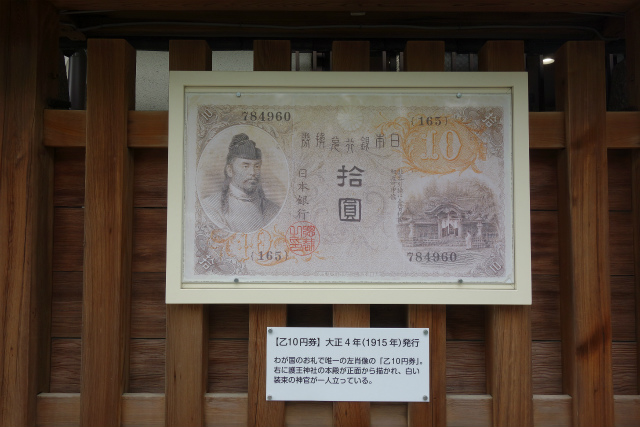 784960
(165)
10
日本銀行兌換券
拾圓
日本銀行
(165)
784960
【乙10円券】大正4年(1915年)発行
わが国のお札で唯一の左肖像の「乙10円券」。
右に護王神社の本殿が正面から描かれ、白い
装束の神官が一人立っている。